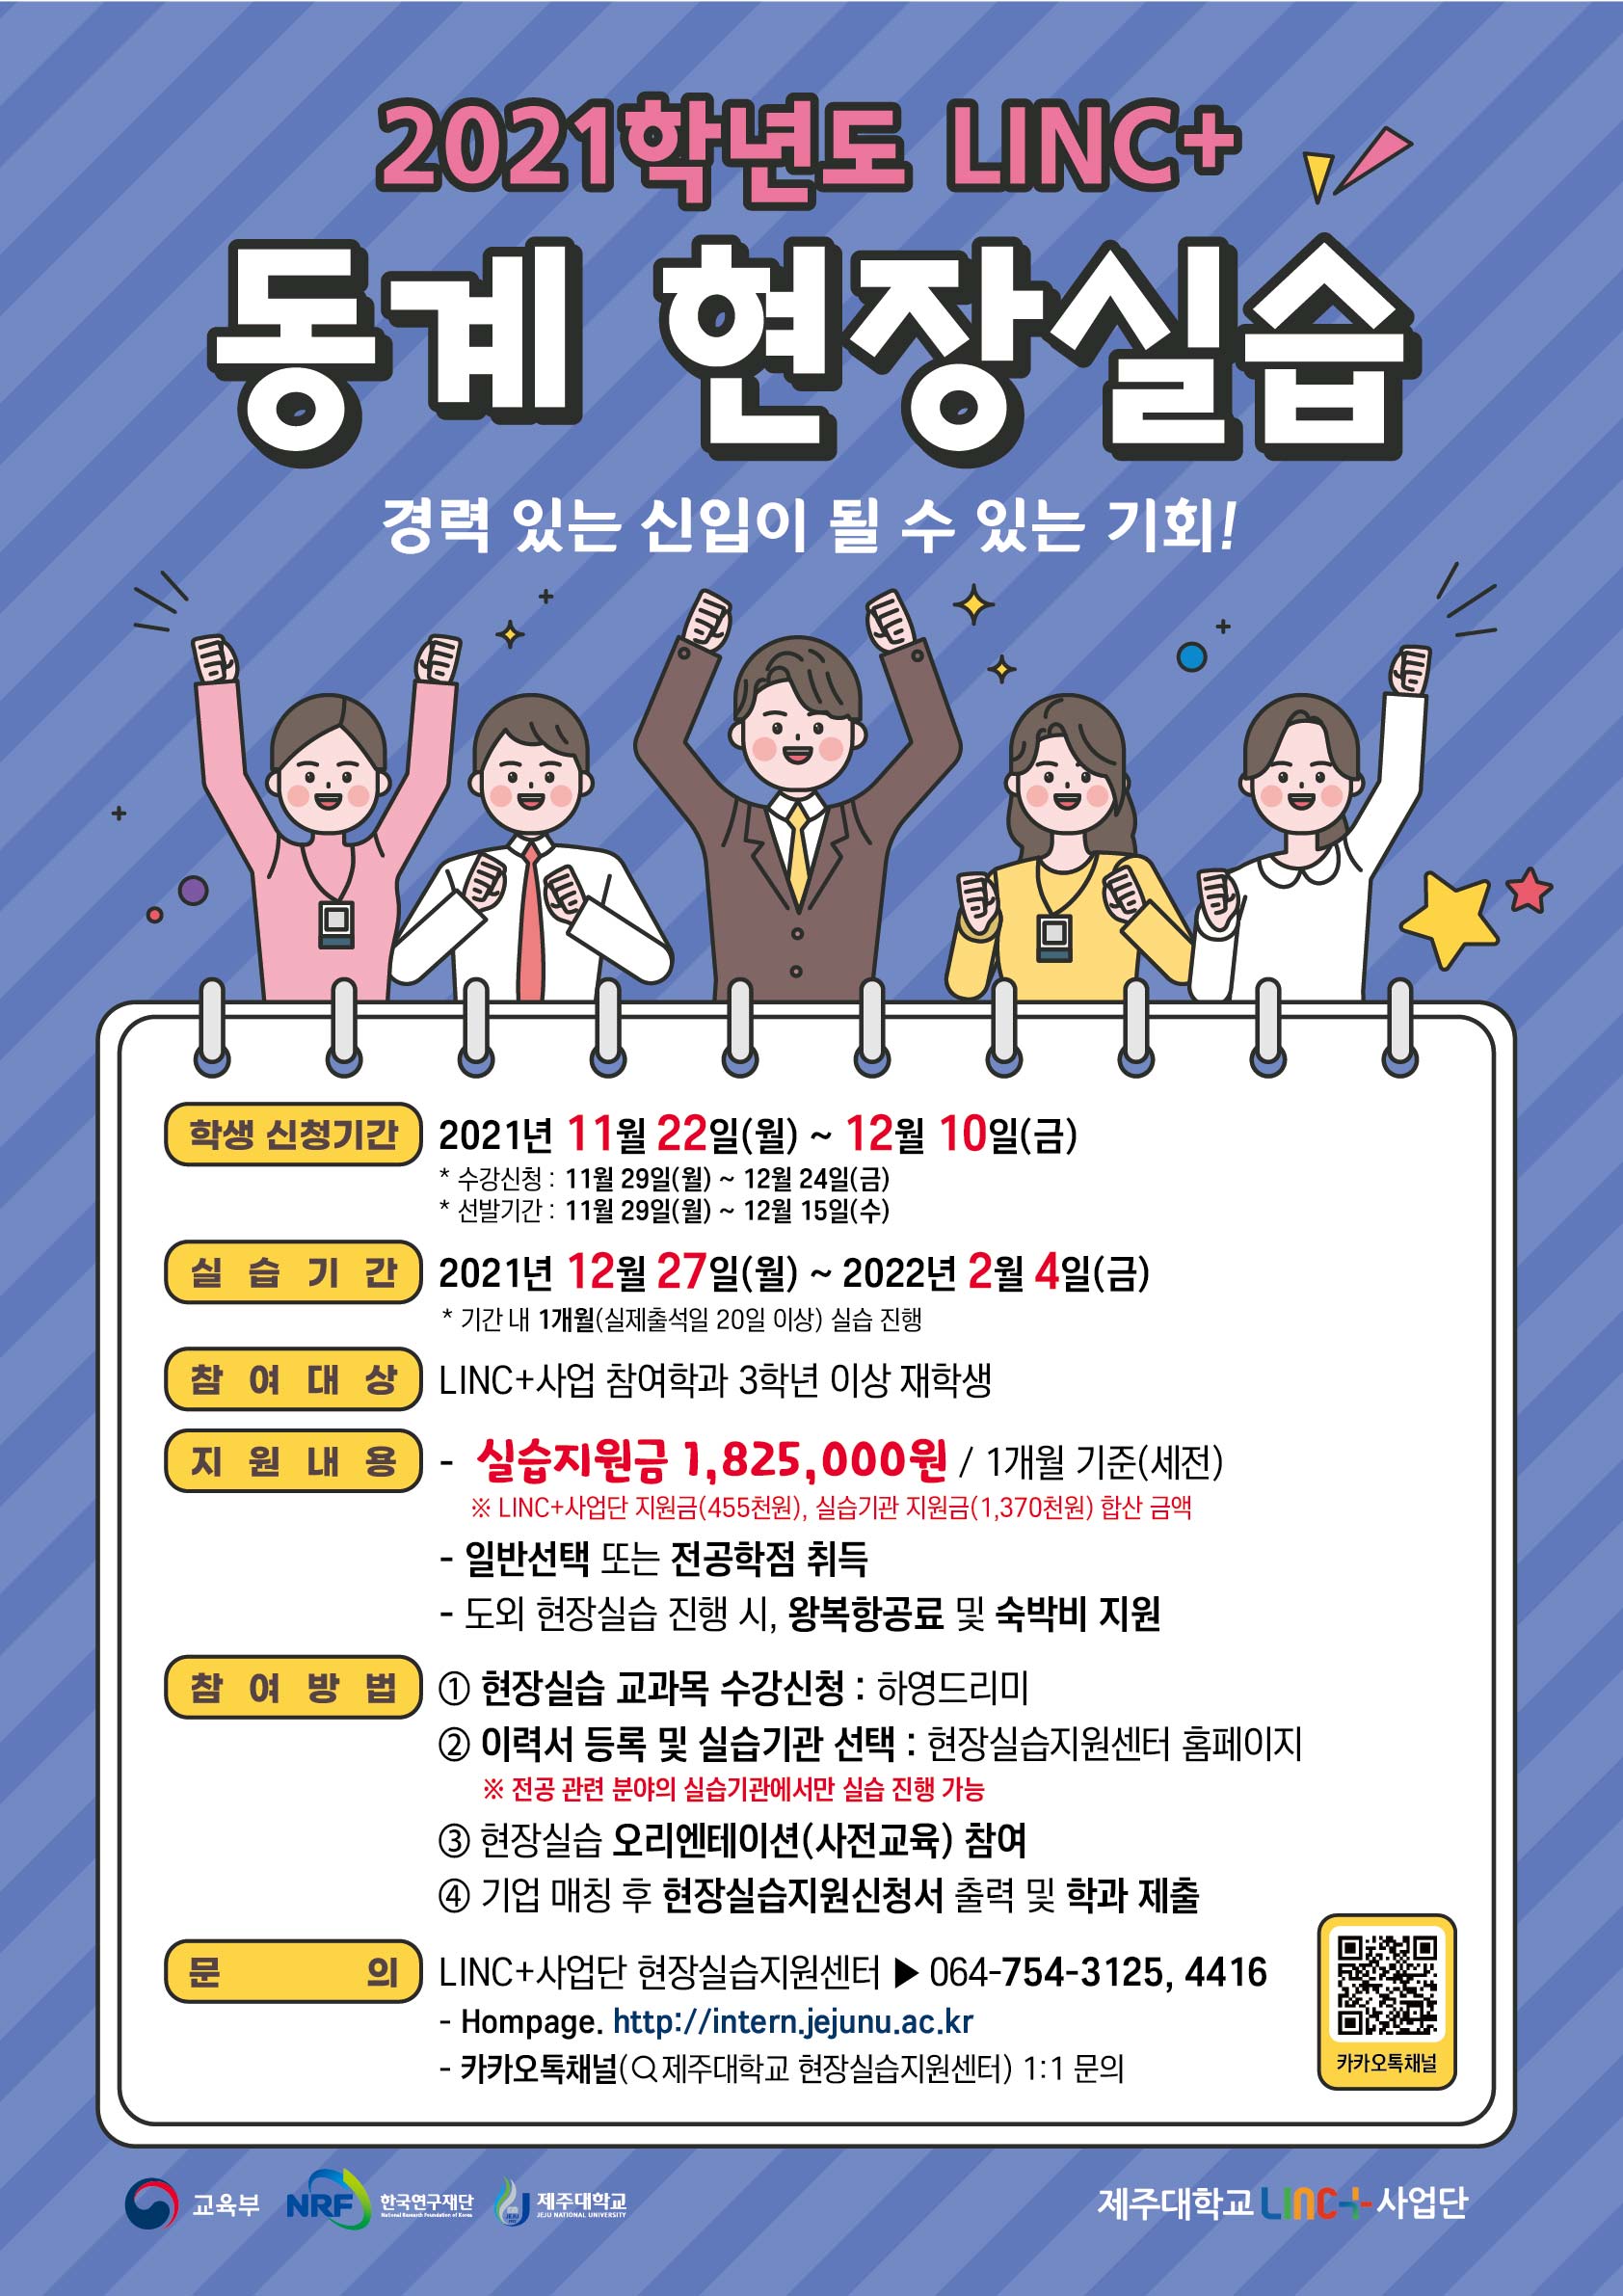 2021학년도 LINC+
동계 현장실습
경력 있는 신입이 될 수 있는 기회!
학생 신청기간 2021년 11월 22일(월) ~ 12월 10일(금)
* 수강신청 : 11월 29일(월) ~ 12월 24일(금)
* 선발기간 : 11월 29일(월) ~ 12월 15일(수)
실 습 기 간 2021년 12월 27일(월) ~ 2022년 2월 4일(금)
* 기간 내 1개월(실제출석일 20일 이상) 실습 진행
참 여 대 상 LINC+사업 참여학과 3학년 이상 재학생
지 원 내 용 - 실습지원금 1,825,000원 / 1개월 기준(세전)
※ LINC+사업단 지원금(455천원), 실습기관 지원금(1,370천원) 합산 금액
- 일반선택 또는 전공학점 취득
- 도외 현장실습 진행 시, 왕복항공료 및 숙박비 지원
참 여 방 법 ① 현장실습 교과목 수강신청 : 하영드리미
② 이력서 등록 및 실습기관 선택 : 현장실습지원센터 홈페이지
※ 전공 관련 분야의 실습기관에서만 실습 진행 가능
③ 현장실습 오리엔테이션(사전교육) 참여
④ 기업 매칭 후 현장실습지원신청서 출력 및 학과 제출
문 의 LINC+사업단 현장실습지원센터 ▶ 064-754-3125, 4416
- Hompage. http://intern.jejunu.ac.kr
- 카카오톡채널(제주대학교 현장실습지원센터) 1:1 문의
카카오톡채널
교육부
NRF 한국연구재단
National Research Foundation of Korea
제주대학교
JEJU NATIONAL UNIVERSITY
제주대학교 LINC+ 사업단